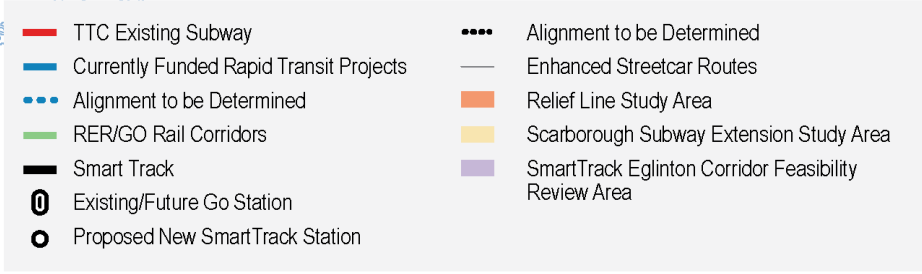 TTC Existing Subway
Currently Funded Rapid Transit Projects
Alignment to be Determined
RER/GO Rail Corridors
Smart Track
Existing/Future Go Station
Proposed New SmartTrack Station
Alignment to be Determined
Enhanced Streetcar Routes
Relief Line Study Area
Scarborough Subway Extension Study Area
SmartTrack Eglinton Corridor Feasibility
Review Area